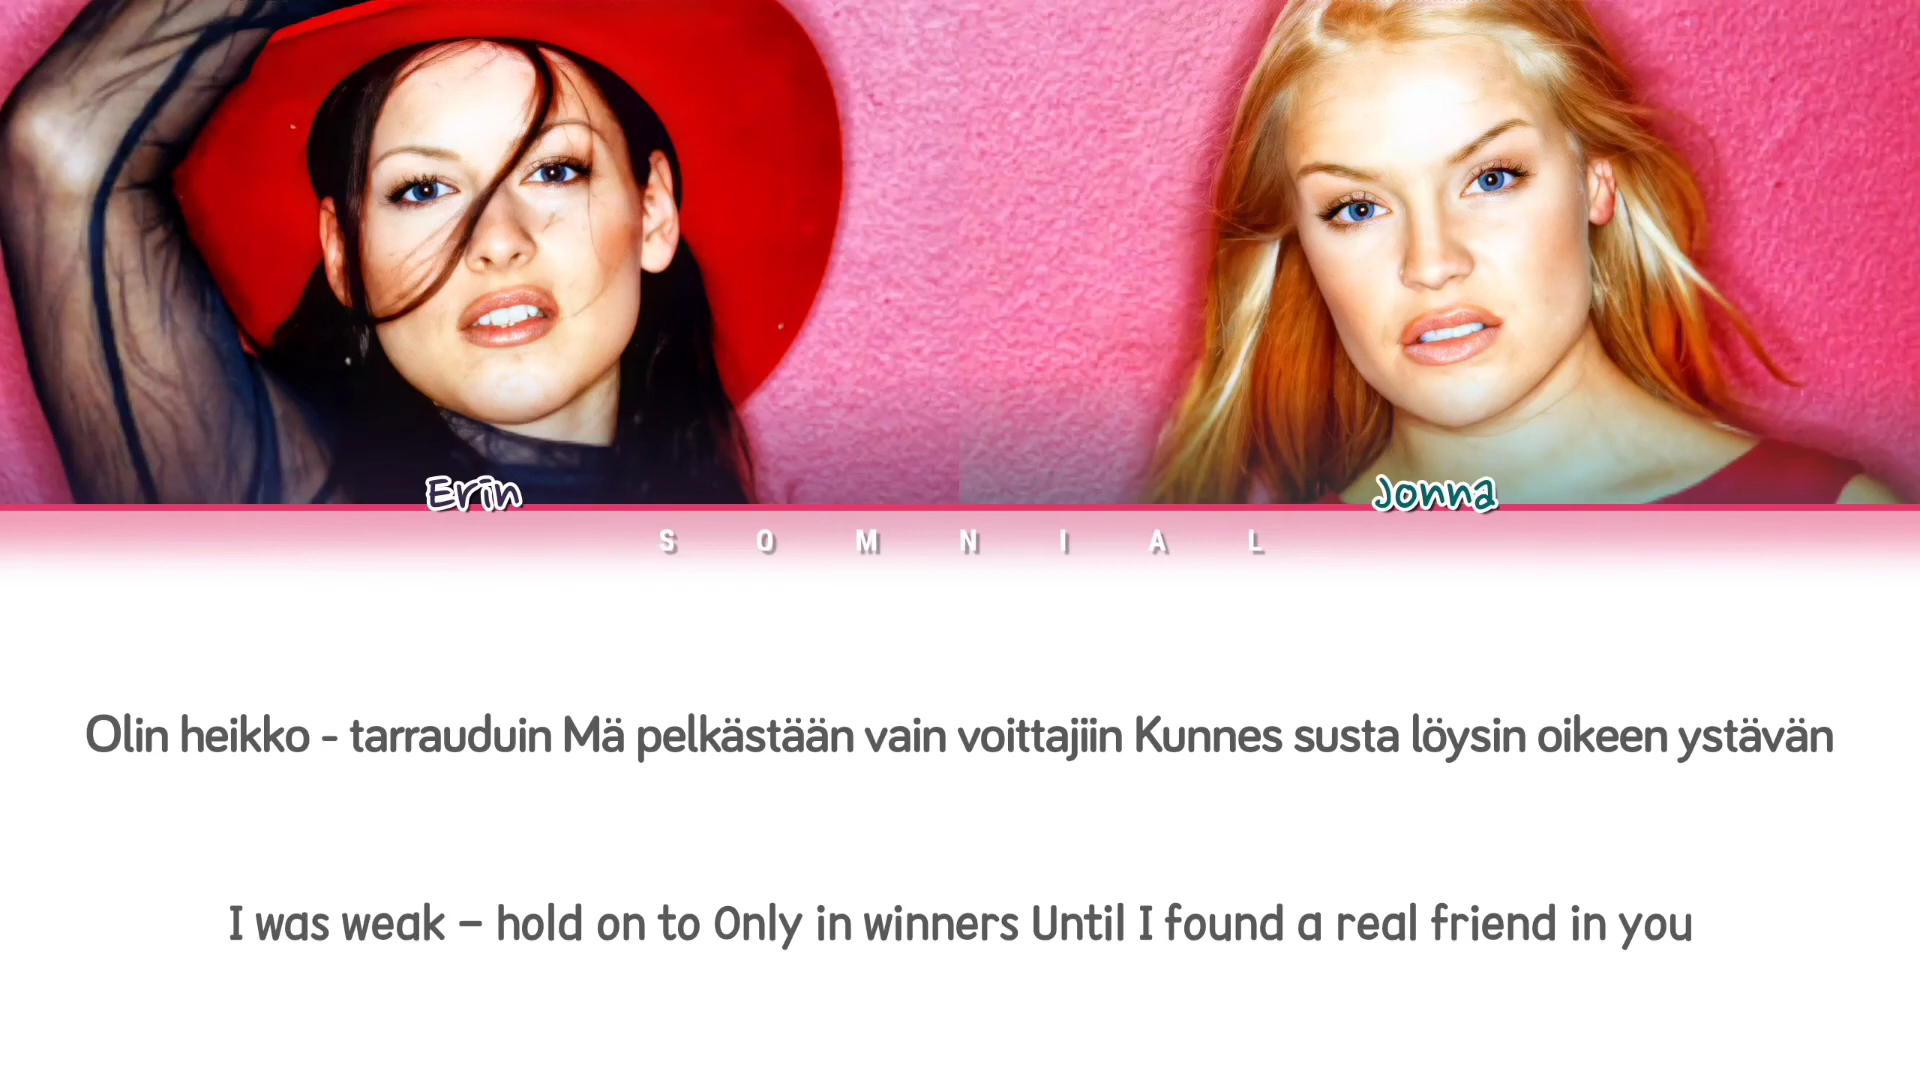 Erin
Jonna
SOMNIAL
Olin heikko - tarrauduin Mä pelkästään vain voittajiin Kunnes susta löysin oikeen ystävän
I was weak – hold on to Only in winners Until I found a real friend in you